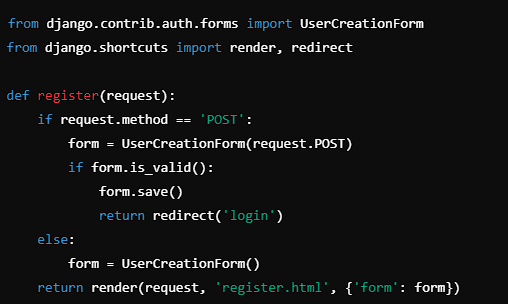 from django.contrib.auth.forms import UserCreationForm
from django.shortcuts import render, redirect

def register(request):
    if request.method == 'POST':
        form = UserCreationForm(request.POST)
        if form.is_valid():
            form.save()
            return redirect('login')
    else:
        form = UserCreationForm()
    return render(request, 'register.html', {'form': form})